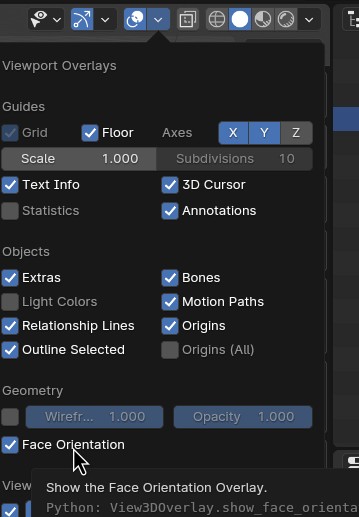 Viewport Overlays
Guides
Grid Floor Axes X Y Z
Scale 1.000 Subdivisions 10
Text Info 3D Cursor
Statistics Annotations
Objects
Extras Bones
Light Colors Motion Paths
Relationship Lines Origins
Outline Selected Origins (All)
Geometry
Wirefr... 1.000 Opacity 1.000
Face Orientation
View
Show the Face Orientation Overlay.
Python: View3DOverlay.show_face_orienta